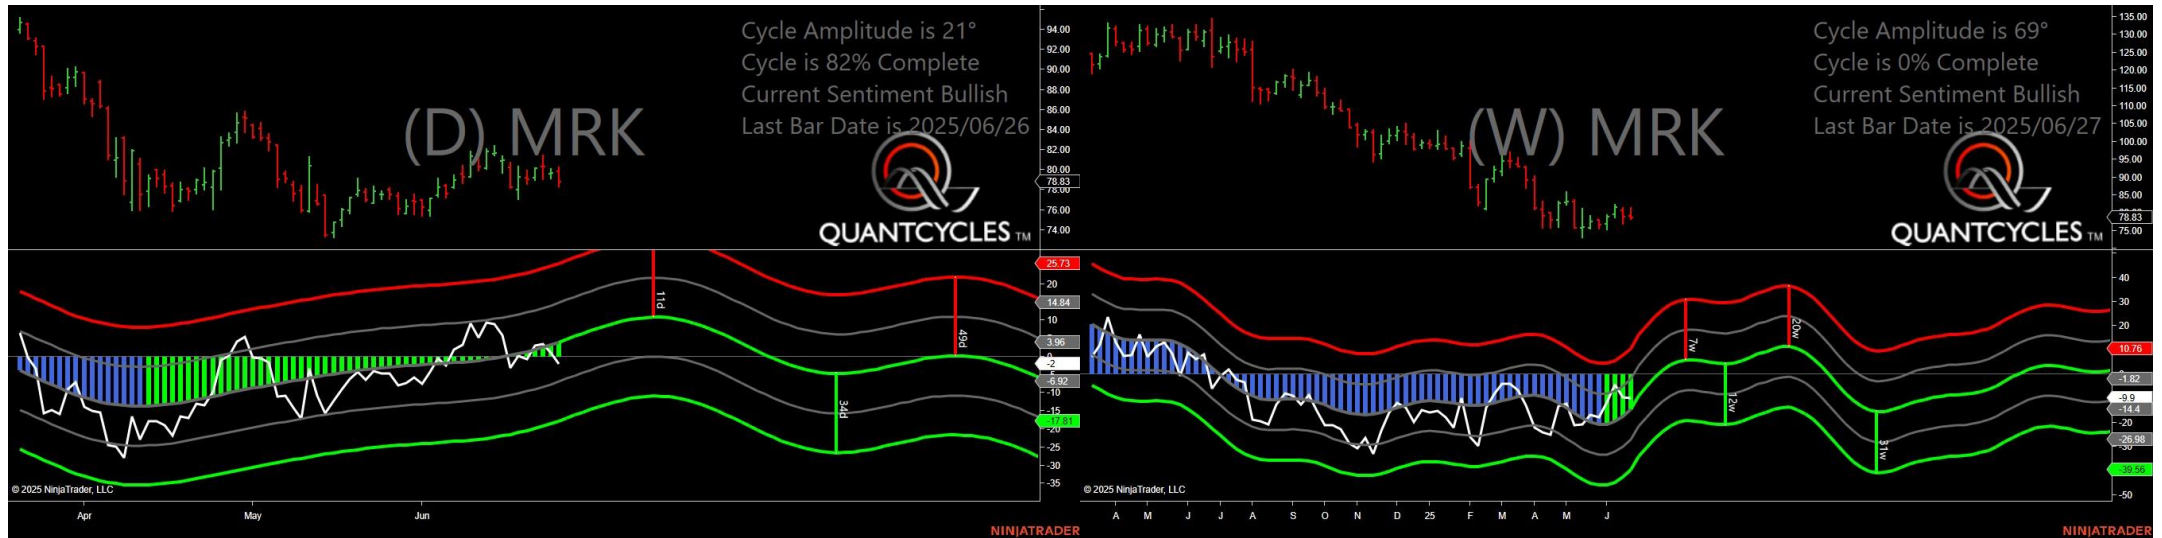 Cycle Amplitude is 21°
Cycle is 82% Complete
Current Sentiment Bullish
Last Bar Date is 2025/06/26
(D) MRK
QUANTCYCLES TM
94.00
92.00
90.00
88.00
86.00
84.00
82.00
80.00
78.83
78.00
76.00
74.00
25.73
20
14.84
10
3.96
0
-2
-6.92
-10
-15
-17.81
-20
-25
-30
-35
11d
34d
49d
© 2025 NinjaTrader, LLC
Apr May Jun
NINJATRADER
Cycle Amplitude is 69°
Cycle is 0% Complete
Current Sentiment Bullish
Last Bar Date is 2025/06/27
(W) MRK
QUANTCYCLES TM
135.00
130.00
125.00
120.00
115.00
110.00
105.00
100.00
95.00
90.00
85.00
78.83
75.00
40
30
20
10.76
-1.82
-9.9
-14.4
-20
-26.98
-39.56
-50
7w
12w
20w
31w
© 2025 NinjaTrader, LLC
A M J J A S O N D 25 F M A M J
NINJATRADER